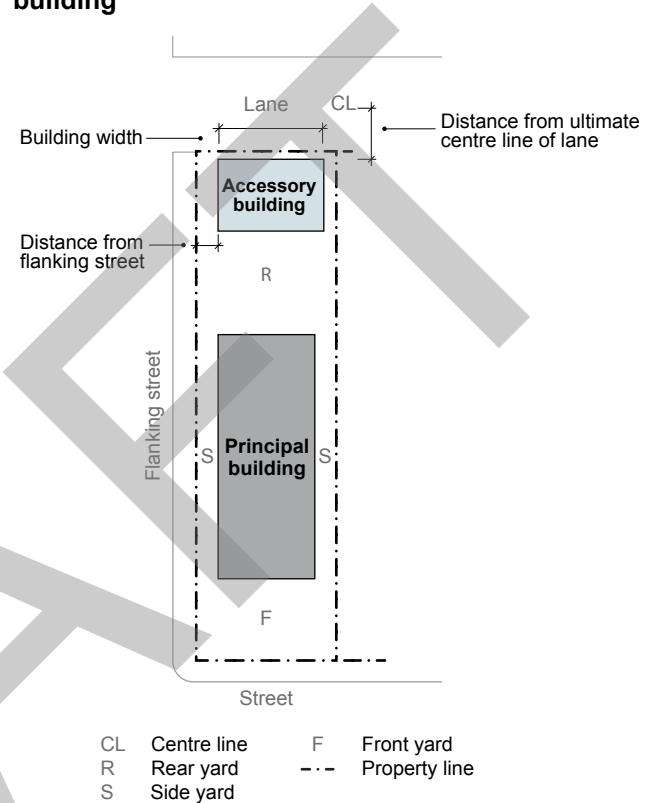 building
Lane
CL
Distance from ultimate
centre line of lane
Building width
Accessory
building
Distance from
flanking street
R
Flanking street
S
Principal
building
S
F
Street
CL Centre line
F Front yard
R Rear yard
Property line
S Side yard